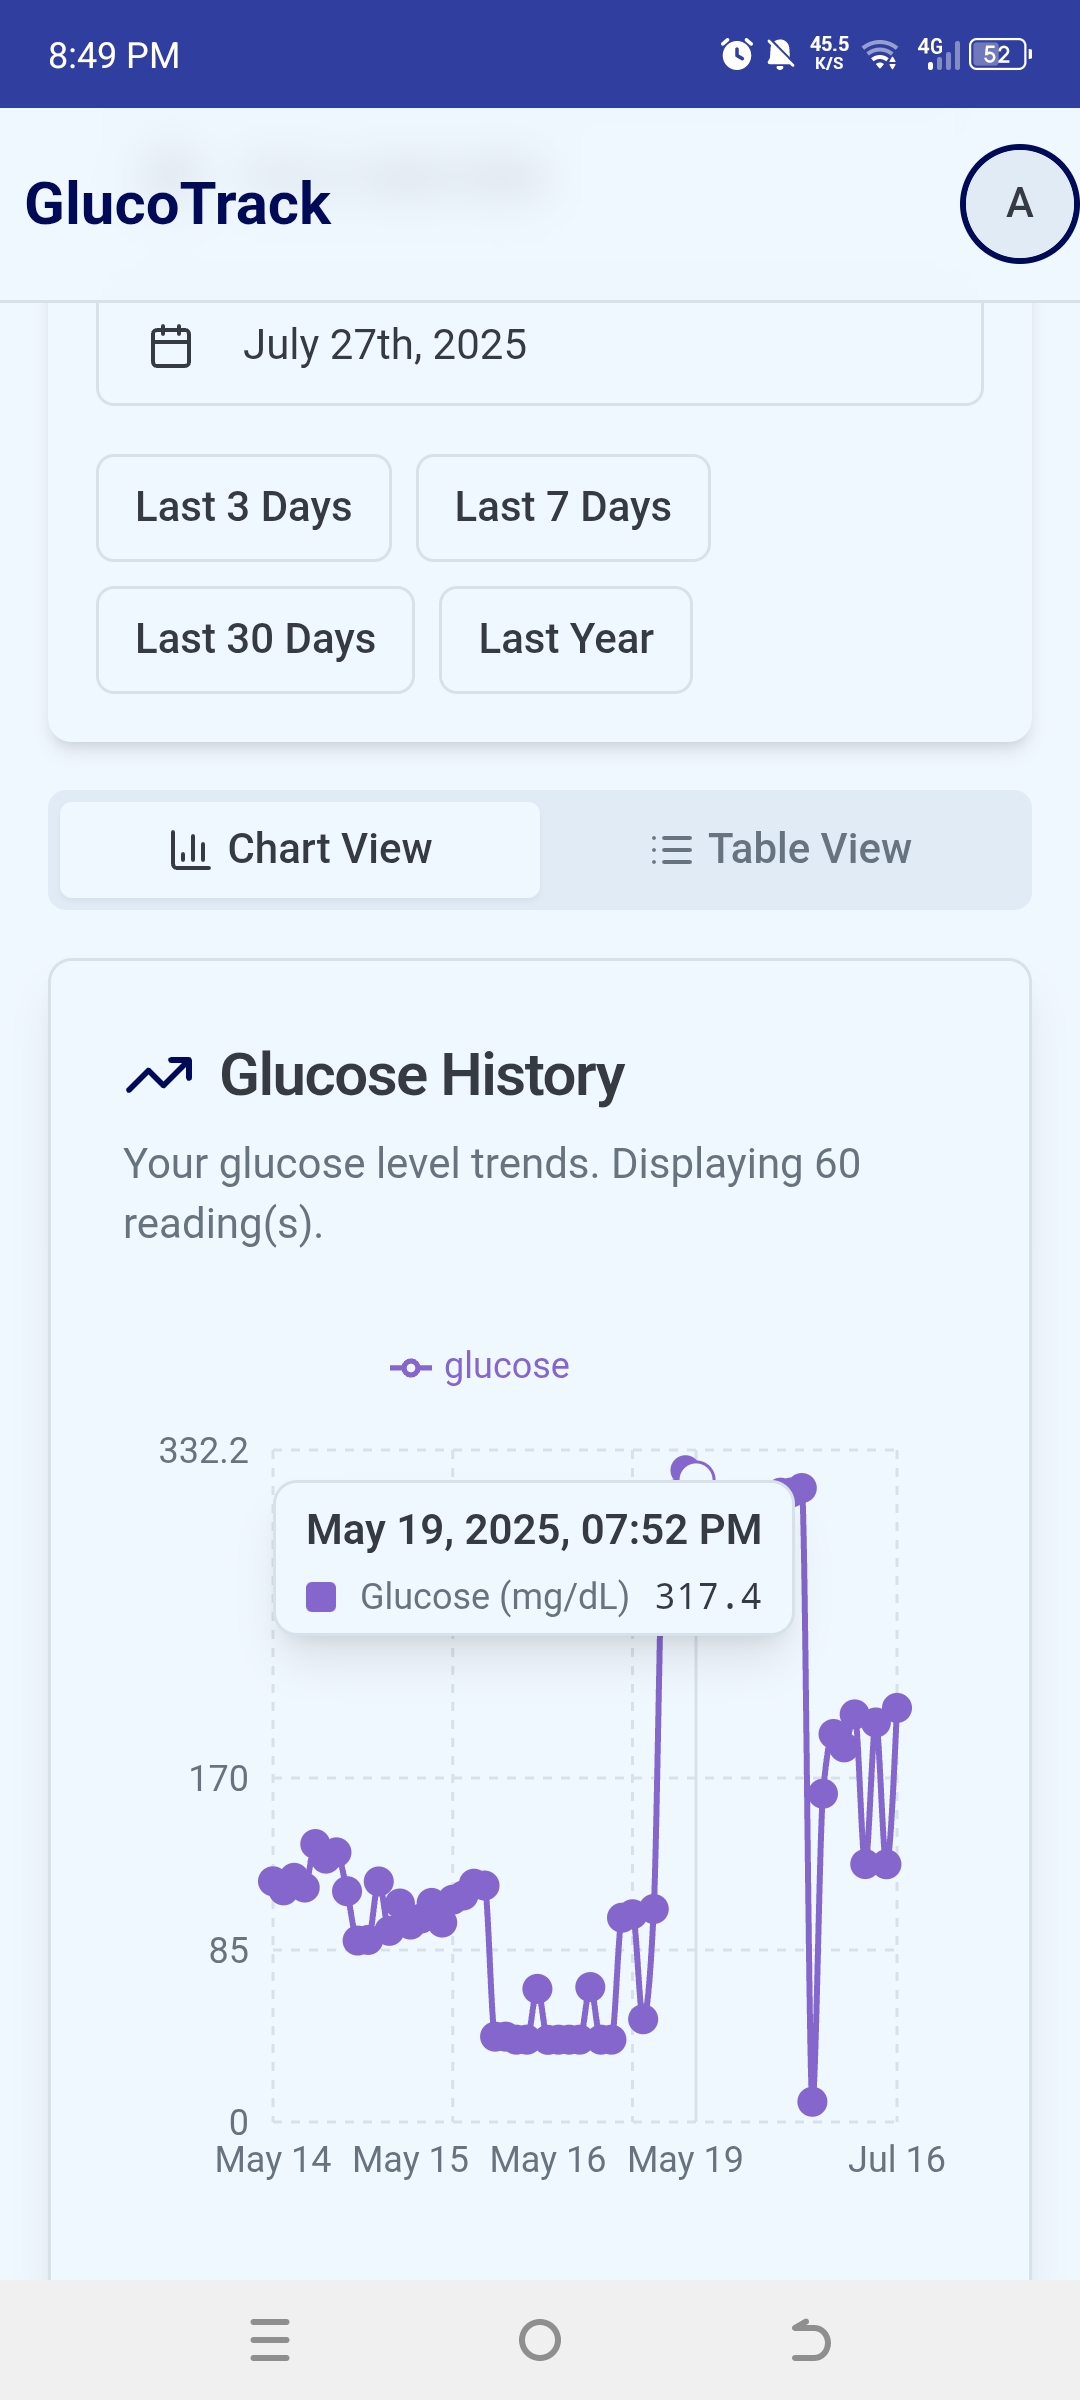 8:49 PM
45.5
K/S
4G
52
GlucoTrack
A
July 27th, 2025
Last 3 Days
Last 7 Days
Last 30 Days
Last Year
Chart View
Table View
Glucose History
Your glucose level trends. Displaying 60
reading(s).
glucose
332.2
May 19, 2025, 07:52 PM
Glucose (mg/dL) 317.4
170
85
0
May 14
May 15
May 16
May 19
Jul 16